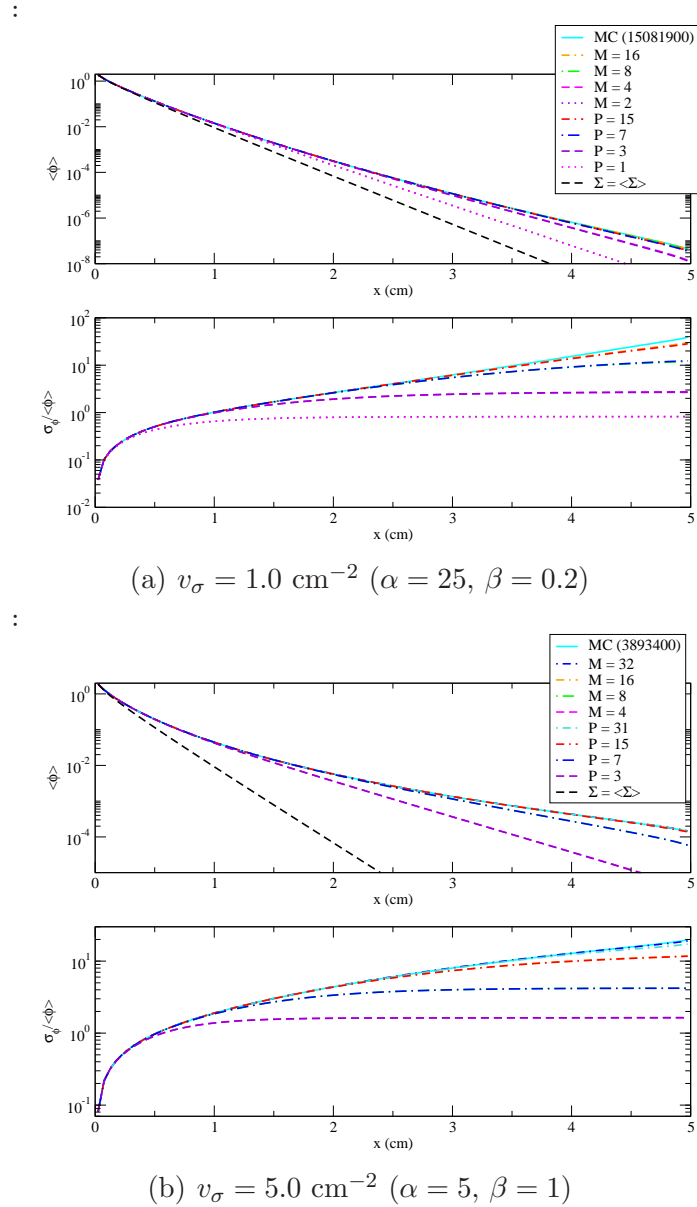 :
MC (15081900)
M = 16
M = 8
M = 4
M = 2
P = 15
P = 7
P = 3
P = 1
Σ = <Σ>
10^0
10^-2
10^-4
10^-6
10^-8
<ϕ>
0 1 2 3 4 5
x (cm)
10^2
10^1
10^0
10^-1
10^-2
σ_ϕ/<ϕ>
0 1 2 3 4 5
x (cm)
(a) v_σ = 1.0 cm^−2 (α = 25, β = 0.2)
:
MC (3893400)
M = 32
M = 16
M = 8
M = 4
P = 31
P = 15
P = 7
P = 3
Σ = <Σ>
10^0
10^-2
10^-4
<ϕ>
0 1 2 3 4 5
x (cm)
10^1
10^0
10^-1
σ_ϕ/<ϕ>
0 1 2 3 4 5
x (cm)
(b) v_σ = 5.0 cm^−2 (α = 5, β = 1)